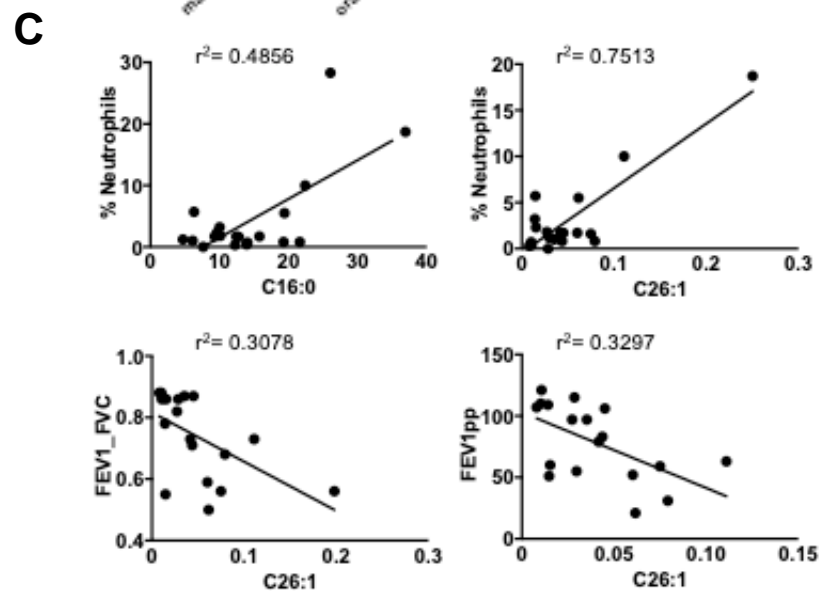 C
r²= 0.4856
% Neutrophils
30
20
10
0
0 10 20 30 40
C16:0
r²= 0.7513
% Neutrophils
20
15
10
5
0
0 0.1 0.2 0.3
C26:1
r²= 0.3078
FEV1_FVC
1.0
0.8
0.6
0.4
0 0.1 0.2 0.3
C26:1
r²= 0.3297
FEV1pp
150
100
50
0
0 0.05 0.10 0.15
C26:1